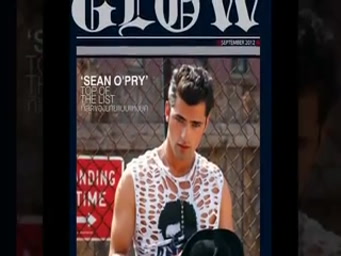 GLOW
SEPTEMBER 2012
'SEAN O'PRY'
TOP OF
THE LIST
NDING
TIME